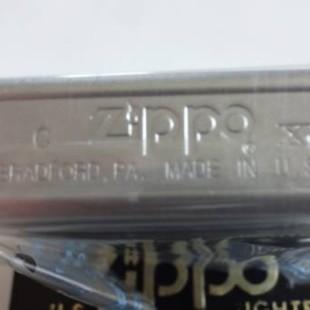 G zippo X
BRADFORD, PA. MADE IN U.S
zippo